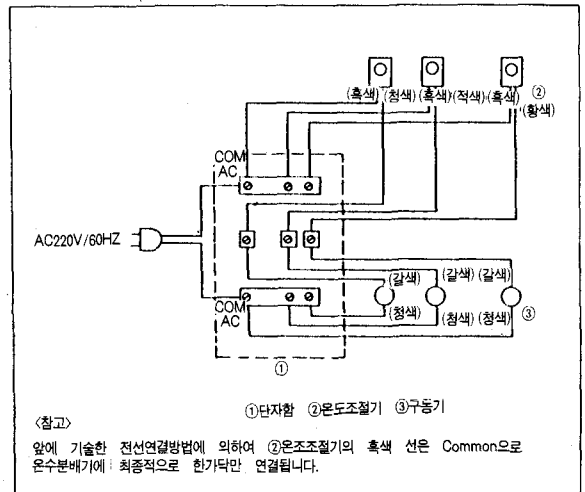 (흑색) (청색) (흑색) (적색) (흑색) ②
(황색)
COM
AC
AC220V/60HZ
(갈색) (갈색) (갈색)
COM
AC
(청색) (청색) (청색) ③
①
①단자함 ②온도조절기 ③구동기
〈참고〉
앞에 기술한 전선연결방법에 의하여 ②온조조절기의 흑색 선은 Common으로
온수분배기에 최종적으로 한가닥만 연결됩니다.